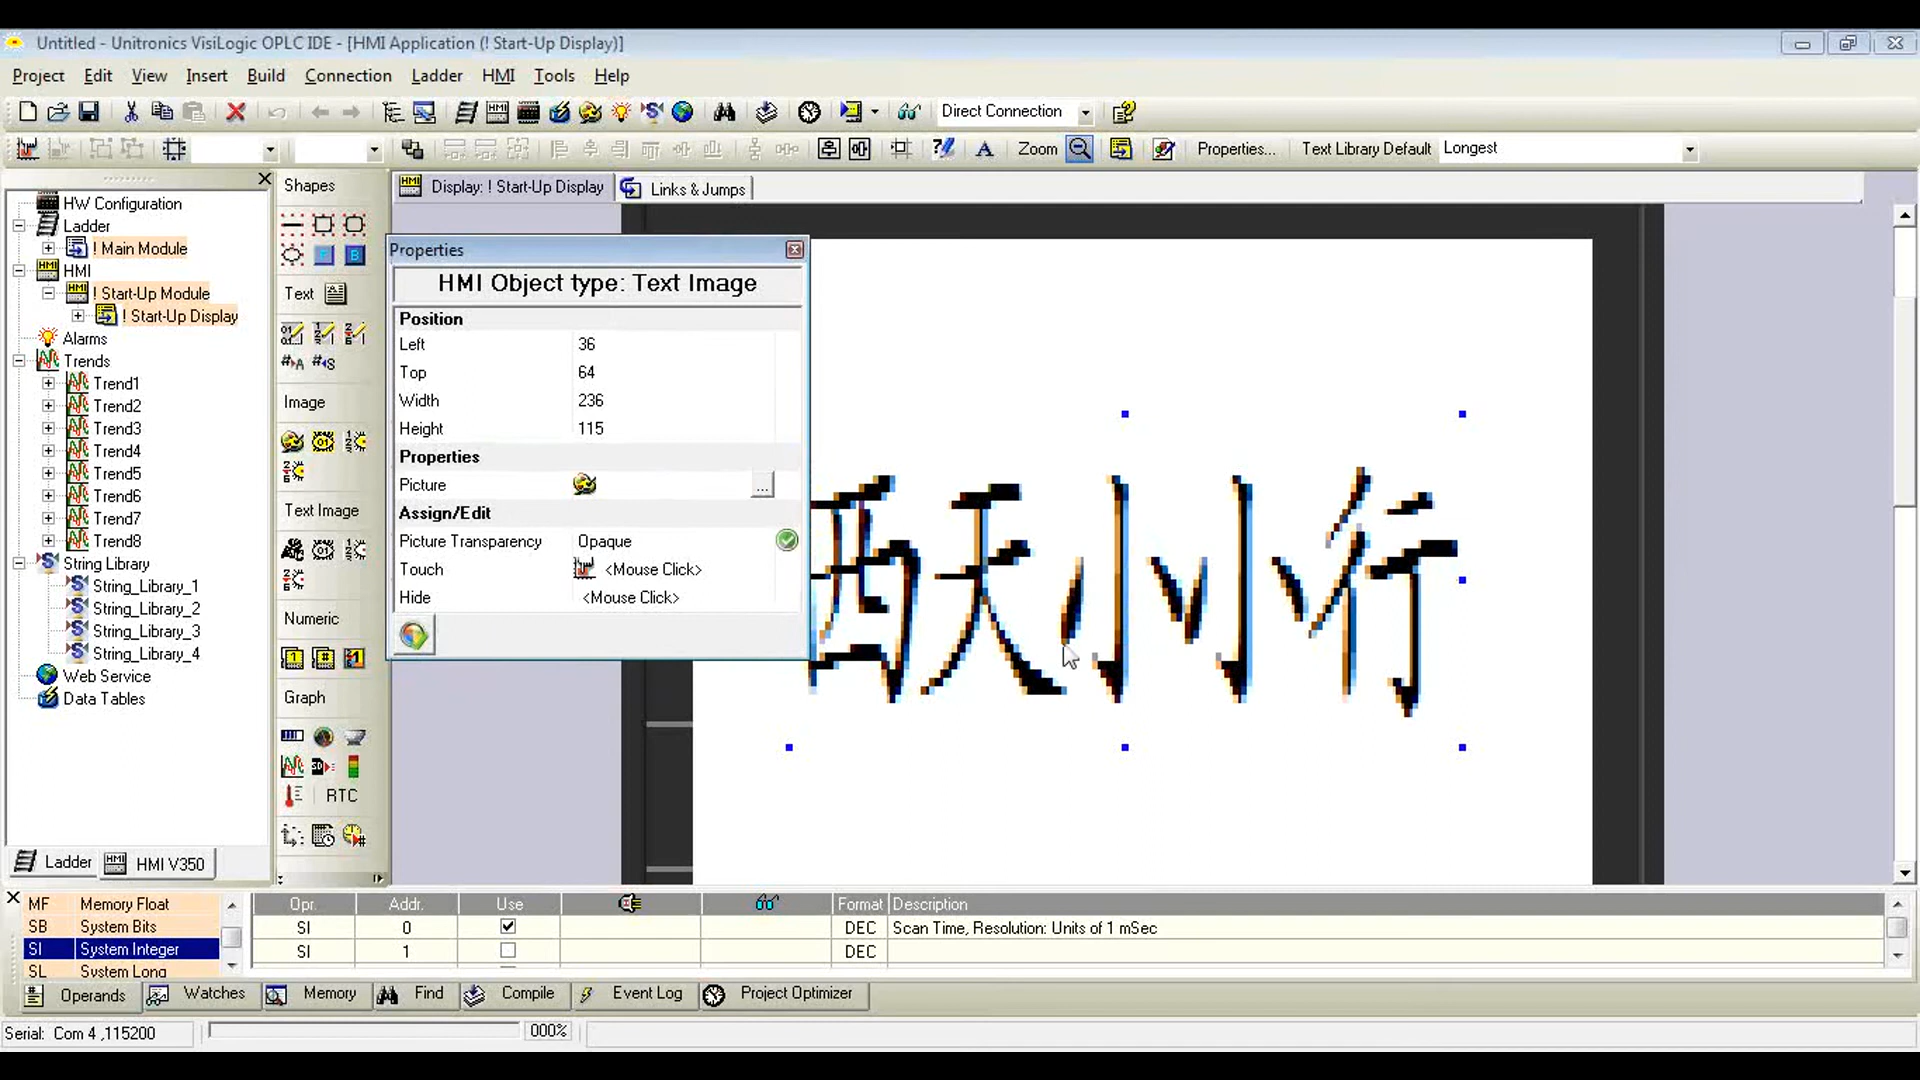 Untitled - Unitronics VisiLogic OPLC IDE - [HMI Application (! Start-Up Display)]
Project Edit View Insert Build Connection Ladder HMI Tools Help
Direct Connection
Zoom Properties... Text Library Default Longest
HW Configuration
Ladder
! Main Module
HMI
! Start-Up Module
! Start-Up Display
Alarms
Trends
Trend1
Trend2
Trend3
Trend4
Trend5
Trend6
Trend7
Trend8
String Library
String_Library_1
String_Library_2
String_Library_3
String_Library_4
Web Service
Data Tables
Ladder HMI V350
Shapes
Text
Image
Text Image
Numeric
Graph
RTC
Display: ! Start-Up Display Links & Jumps
Properties
HMI Object type: Text Image
Position
Left 36
Top 64
Width 236
Height 115
Properties
Picture ...
Assign/Edit
Picture Transparency Opaque
Touch <Mouse Click>
Hide <Mouse Click>
天小小行
MF Memory Float
SB System Bits
SI System Integer
SL System Long
Opr. Addr. Use Format Description
SI 0 DEC Scan Time, Resolution: Units of 1 mSec
SI 1 DEC
Operands Watches Memory Find Compile Event Log Project Optimizer
Serial: Com 4 ,115200 000%